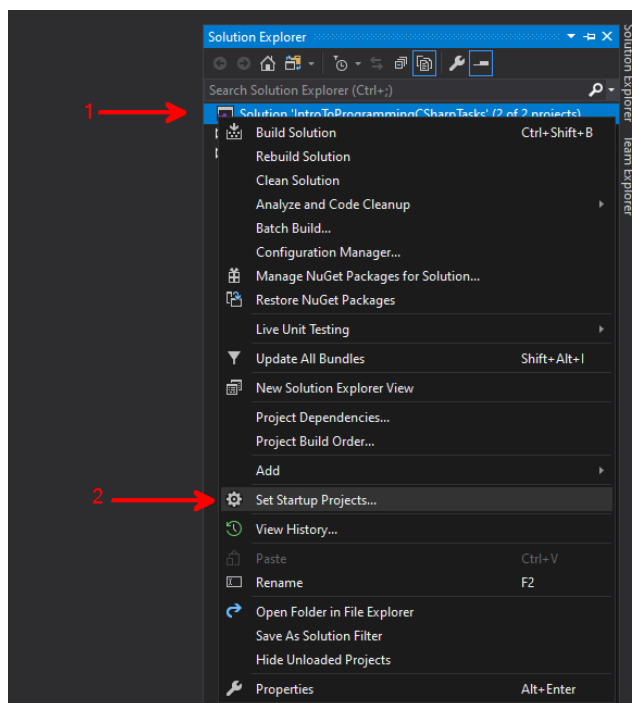 Solution Explorer
Search Solution Explorer (Ctrl+;)
1
Solution 'IntroToProgrammingCSharpTasks' (2 of 2 projects)
Build Solution Ctrl+Shift+B
Rebuild Solution
Clean Solution
Analyze and Code Cleanup
Batch Build...
Configuration Manager...
Manage NuGet Packages for Solution...
Restore NuGet Packages
Live Unit Testing
Update All Bundles Shift+Alt+I
New Solution Explorer View
Project Dependencies...
Project Build Order...
Add
2
Set Startup Projects...
View History...
Paste Ctrl+V
Rename F2
Open Folder in File Explorer
Save As Solution Filter
Hide Unloaded Projects
Properties Alt+Enter
Solution Explorer
Team Explorer